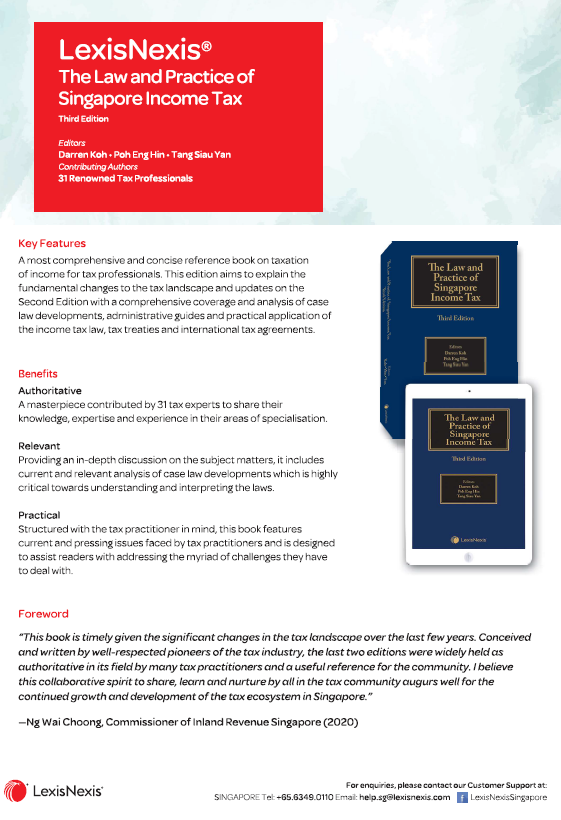 LexisNexis®
The Law and Practice of
Singapore Income Tax
Third Edition
Editors
Darren Koh • Poh Eng Hin • Tang Siau Yan
Contributing Authors
31 Renowned Tax Professionals
Key Features
A most comprehensive and concise reference book on taxation
of income for tax professionals. This edition aims to explain the
fundamental changes to the tax landscape and updates on the
Second Edition with a comprehensive coverage and analysis of case
law developments, administrative guides and practical application of
the income tax law, tax treaties and international tax agreements.
Benefits
Authoritative
A masterpiece contributed by 31 tax experts to share their
knowledge, expertise and experience in their areas of specialisation.
Relevant
Providing an in-depth discussion on the subject matters, it includes
current and relevant analysis of case law developments which is highly
critical towards understanding and interpreting the laws.
Practical
Structured with the tax practitioner in mind, this book features
current and pressing issues faced by tax practitioners and is designed
to assist readers with addressing the myriad of challenges they have
to deal with.
The Law and
Practice of
Singapore
Income Tax
Third Edition
Editors
Darren Koh
Poh Eng Hin
Tang Siau Yan
The Law and
Practice of
Singapore
Income Tax
Third Edition
Editors
Darren Koh
Poh Eng Hin
Tang Siau Yan
LexisNexis
Foreword
"This book is timely given the significant changes in the tax landscape over the last few years. Conceived
and written by well-respected pioneers of the tax industry, the last two editions were widely held as
authoritative in its field by many tax practitioners and a useful reference for the community. I believe
this collaborative spirit to share, learn and nurture by all in the tax community augurs well for the
continued growth and development of the tax ecosystem in Singapore."
—Ng Wai Choong, Commissioner of Inland Revenue Singapore (2020)
LexisNexis®
For enquiries, please contact our Customer Support at:
SINGAPORE Tel: +65.6349.0110 Email: help.sg@lexisnexis.com f LexisNexisSingapore